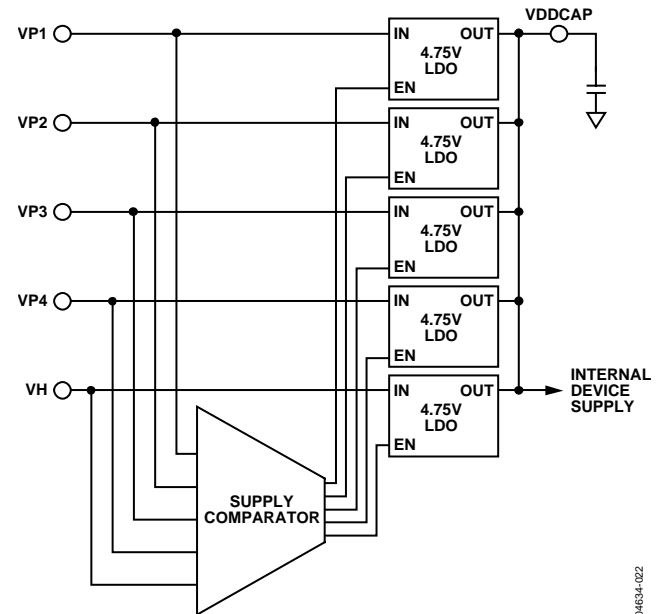 VDDCAP
VP1
IN OUT
4.75V
LDO
EN
VP2
IN OUT
4.75V
LDO
EN
VP3
IN OUT
4.75V
LDO
EN
VP4
IN OUT
4.75V
LDO
EN
VH
IN OUT
4.75V
LDO
EN
INTERNAL
DEVICE
SUPPLY
SUPPLY
COMPARATOR
04634-022